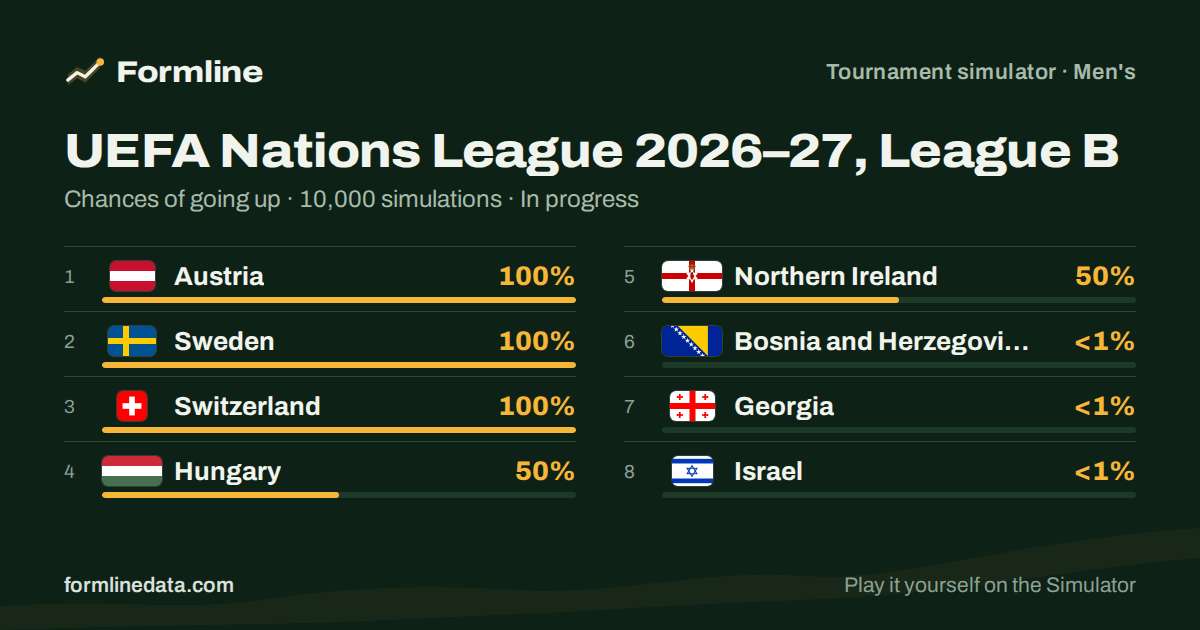 Formline
Tournament simulator · Men's
UEFA Nations League 2026–27, League B
Chances of going up · 10,000 simulations · In progress
1 Austria 100%
2 Sweden 100%
3 Switzerland 100%
4 Hungary 50%
5 Northern Ireland 50%
6 Bosnia and Herzegovi... <1%
7 Georgia <1%
8 Israel <1%
formlinedata.com
Play it yourself on the Simulator